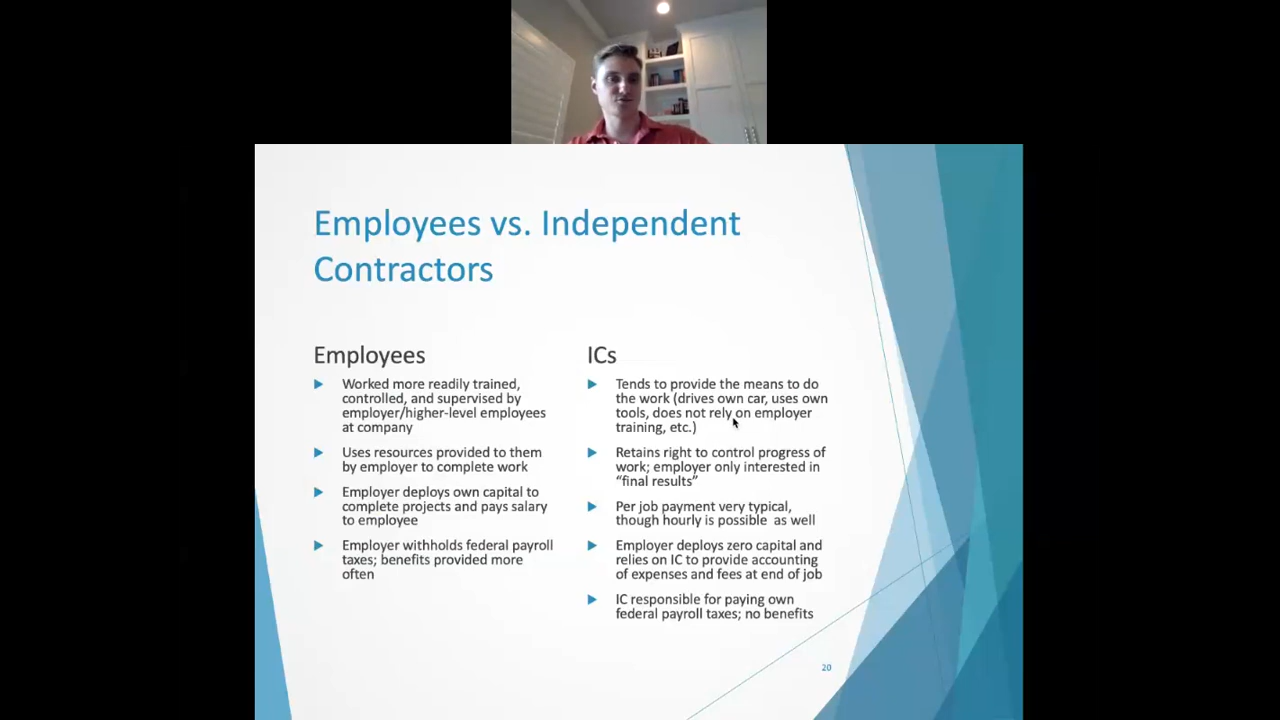 Employees vs. Independent
Contractors
Employees
Worked more readily trained,
controlled, and supervised by
employer/higher-level employees
at company
Uses resources provided to them
by employer to complete work
Employer deploys own capital to
complete projects and pays salary
to employee
Employer withholds federal payroll
taxes; benefits provided more
often
ICs
Tends to provide the means to do
the work (drives own car, uses own
tools, does not rely on employer
training, etc.)
Retains right to control progress of
work; employer only interested in
“final results”
Per job payment very typical,
though hourly is possible as well
Employer deploys zero capital and
relies on IC to provide accounting
of expenses and fees at end of job
IC responsible for paying own
federal payroll taxes; no benefits
20